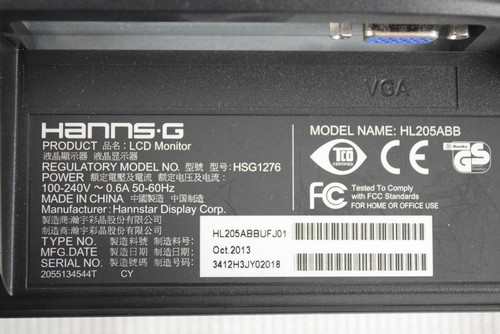 VGA
HANNS·G
PRODUCT 品名: LCD Monitor
液晶顯示器 液晶显示器
REGULATORY MODEL NO. 型號 型号: HSG1276
POWER 額定電壓及電流 额定电压及电流:
100-240V ~ 0.6A 50-60Hz
MADE IN CHINA 中國製造 中国制造
Manufacturer: Hannstar Display Corp.
製造商: 瀚宇彩晶股份有限公司
制造商: 瀚宇彩晶股份有限公司
TYPE NO. 製造料號 制造料号: HL205ABBUFJ01
MFG.DATE 製造日期 制造日期: Oct.2013
S/N 製造號碼 制造号码: 3412H3JY02018
2055134544T CY
MODEL NAME: HL205ABB
TCO
CERTIFIED
CE
GS
FC Tested To Comply
with FCC Standards
FOR HOME OR OFFICE USE